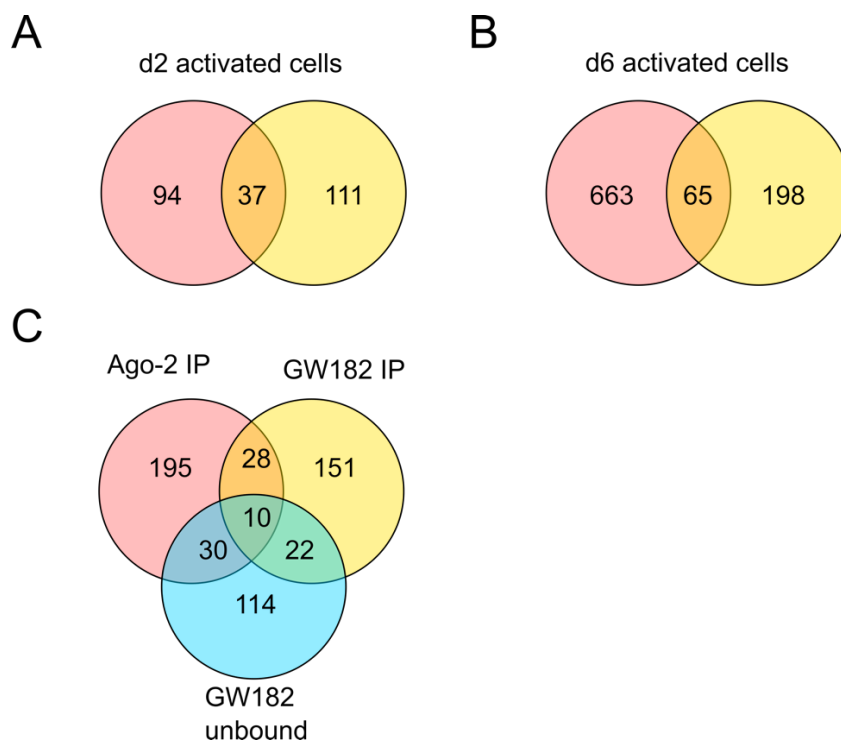 A
B
d2 activated cells
d6 activated cells
94 37 111
663 65 198
C
Ago-2 IP
GW182 IP
195 28 151
10
30 22
114
GW182
unbound